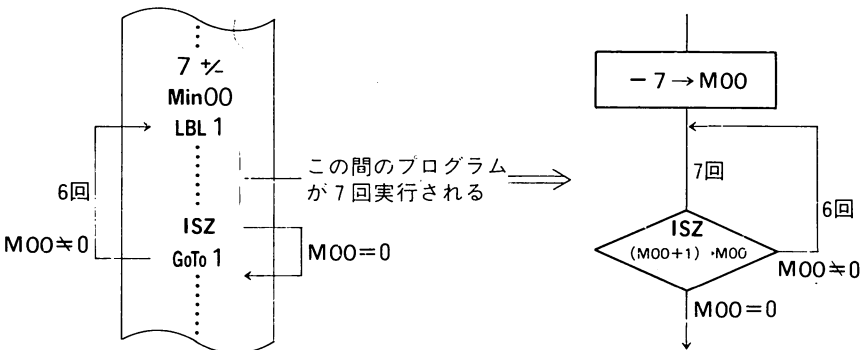 7 +/−
Min00
LBL 1
6回
この間のプログラム
が7回実行される
ISZ
M00≒0
GoTo 1
M00=0
−7→M00
7回
6回
ISZ
(M00+1)→M00
M00≒0
M00=0